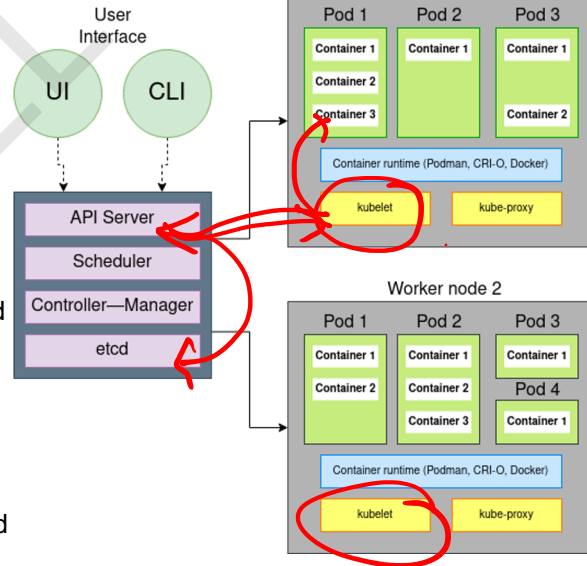 User
Interface
UI
CLI
API Server
Scheduler
Controller—Manager
etcd
d
d
Pod 1
Pod 2
Pod 3
Container 1
Container 1
Container 1
Container 2
Container 3
Container 2
Container runtime (Podman, CRI-O, Docker)
kubelet
kube-proxy
Worker node 2
Pod 1
Pod 2
Pod 3
Container 1
Container 1
Container 1
Container 2
Container 2
Pod 4
Container 3
Container 1
Container runtime (Podman, CRI-O, Docker)
kubelet
kube-proxy